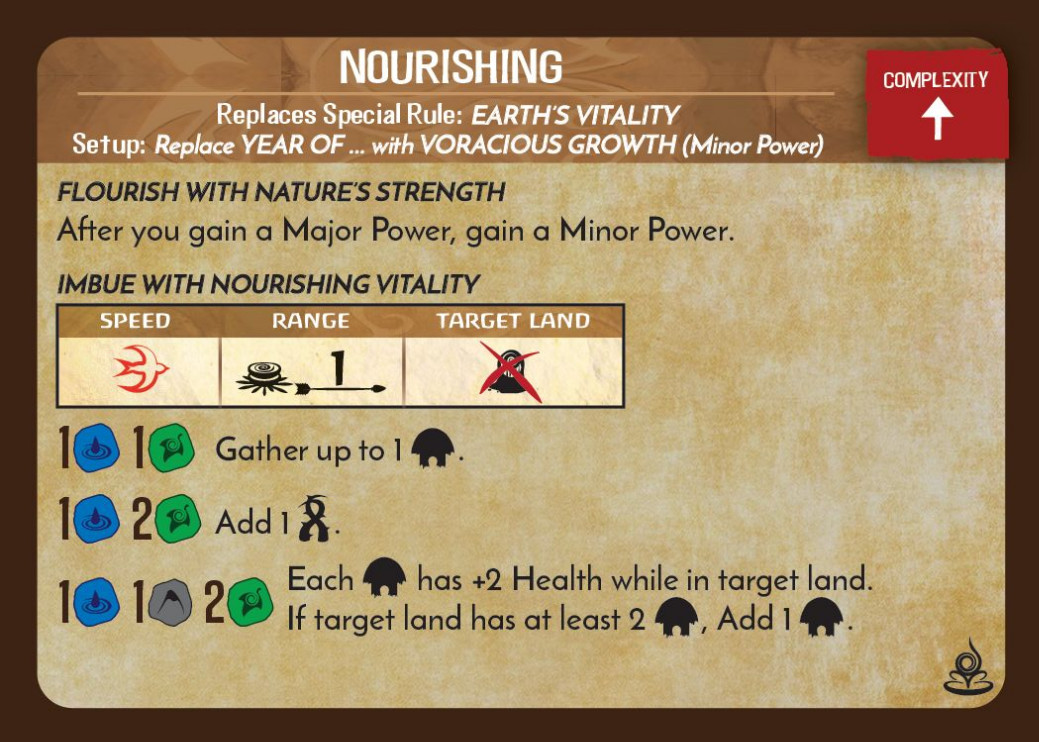 NOURISHING
COMPLEXITY
Replaces Special Rule: EARTH'S VITALITY
Setup: Replace YEAR OF ... with VORACIOUS GROWTH (Minor Power)
FLOURISH WITH NATURE'S STRENGTH
After you gain a Major Power, gain a Minor Power.
IMBUE WITH NOURISHING VITALITY
SPEED RANGE TARGET LAND
1
1 1 Gather up to 1 .
1 2 Add 1 .
1 1 2 Each has +2 Health while in target land.
If target land has at least 2 , Add 1 .